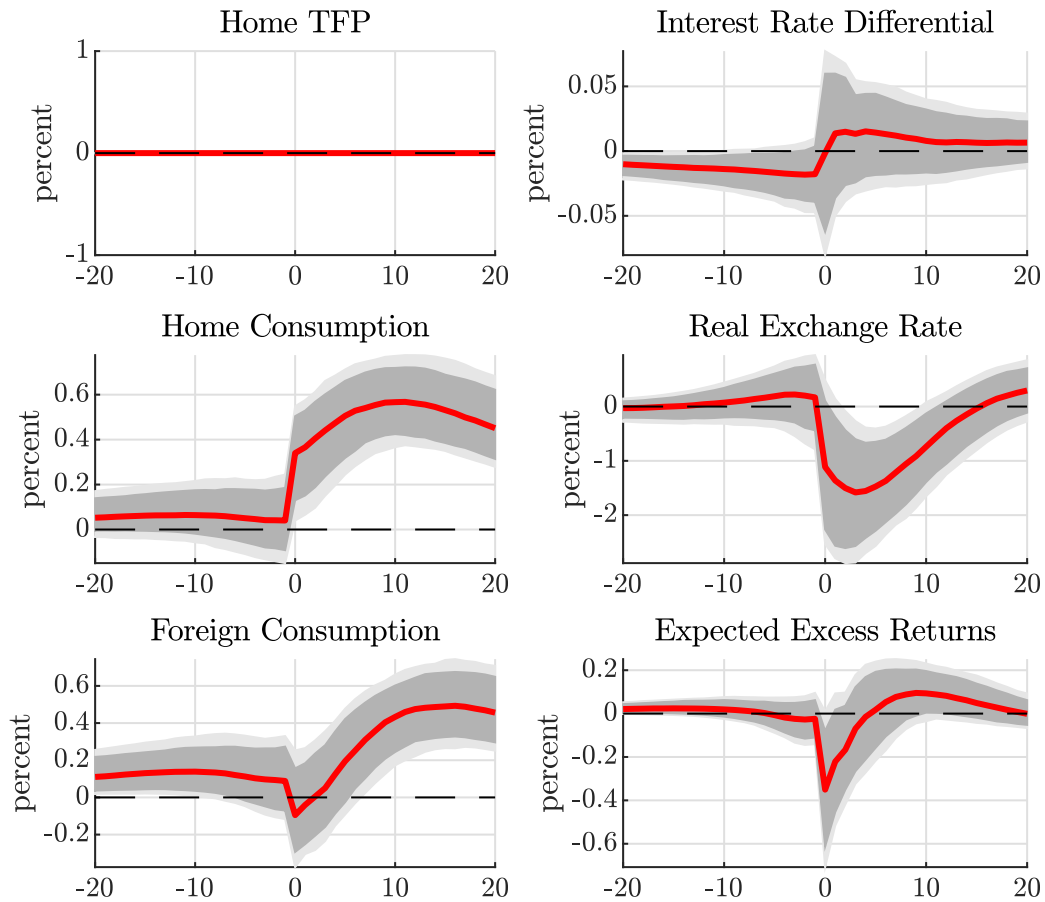 Home TFP
percent
1
0
-1
-20 -10 0 10 20
Interest Rate Differential
percent
0.05
0
-0.05
-20 -10 0 10 20
Home Consumption
percent
0.6
0.4
0.2
0
-20 -10 0 10 20
Real Exchange Rate
percent
0
-1
-2
-20 -10 0 10 20
Foreign Consumption
percent
0.6
0.4
0.2
0
-0.2
-20 -10 0 10 20
Expected Excess Returns
percent
0.2
0
-0.2
-0.4
-0.6
-20 -10 0 10 20